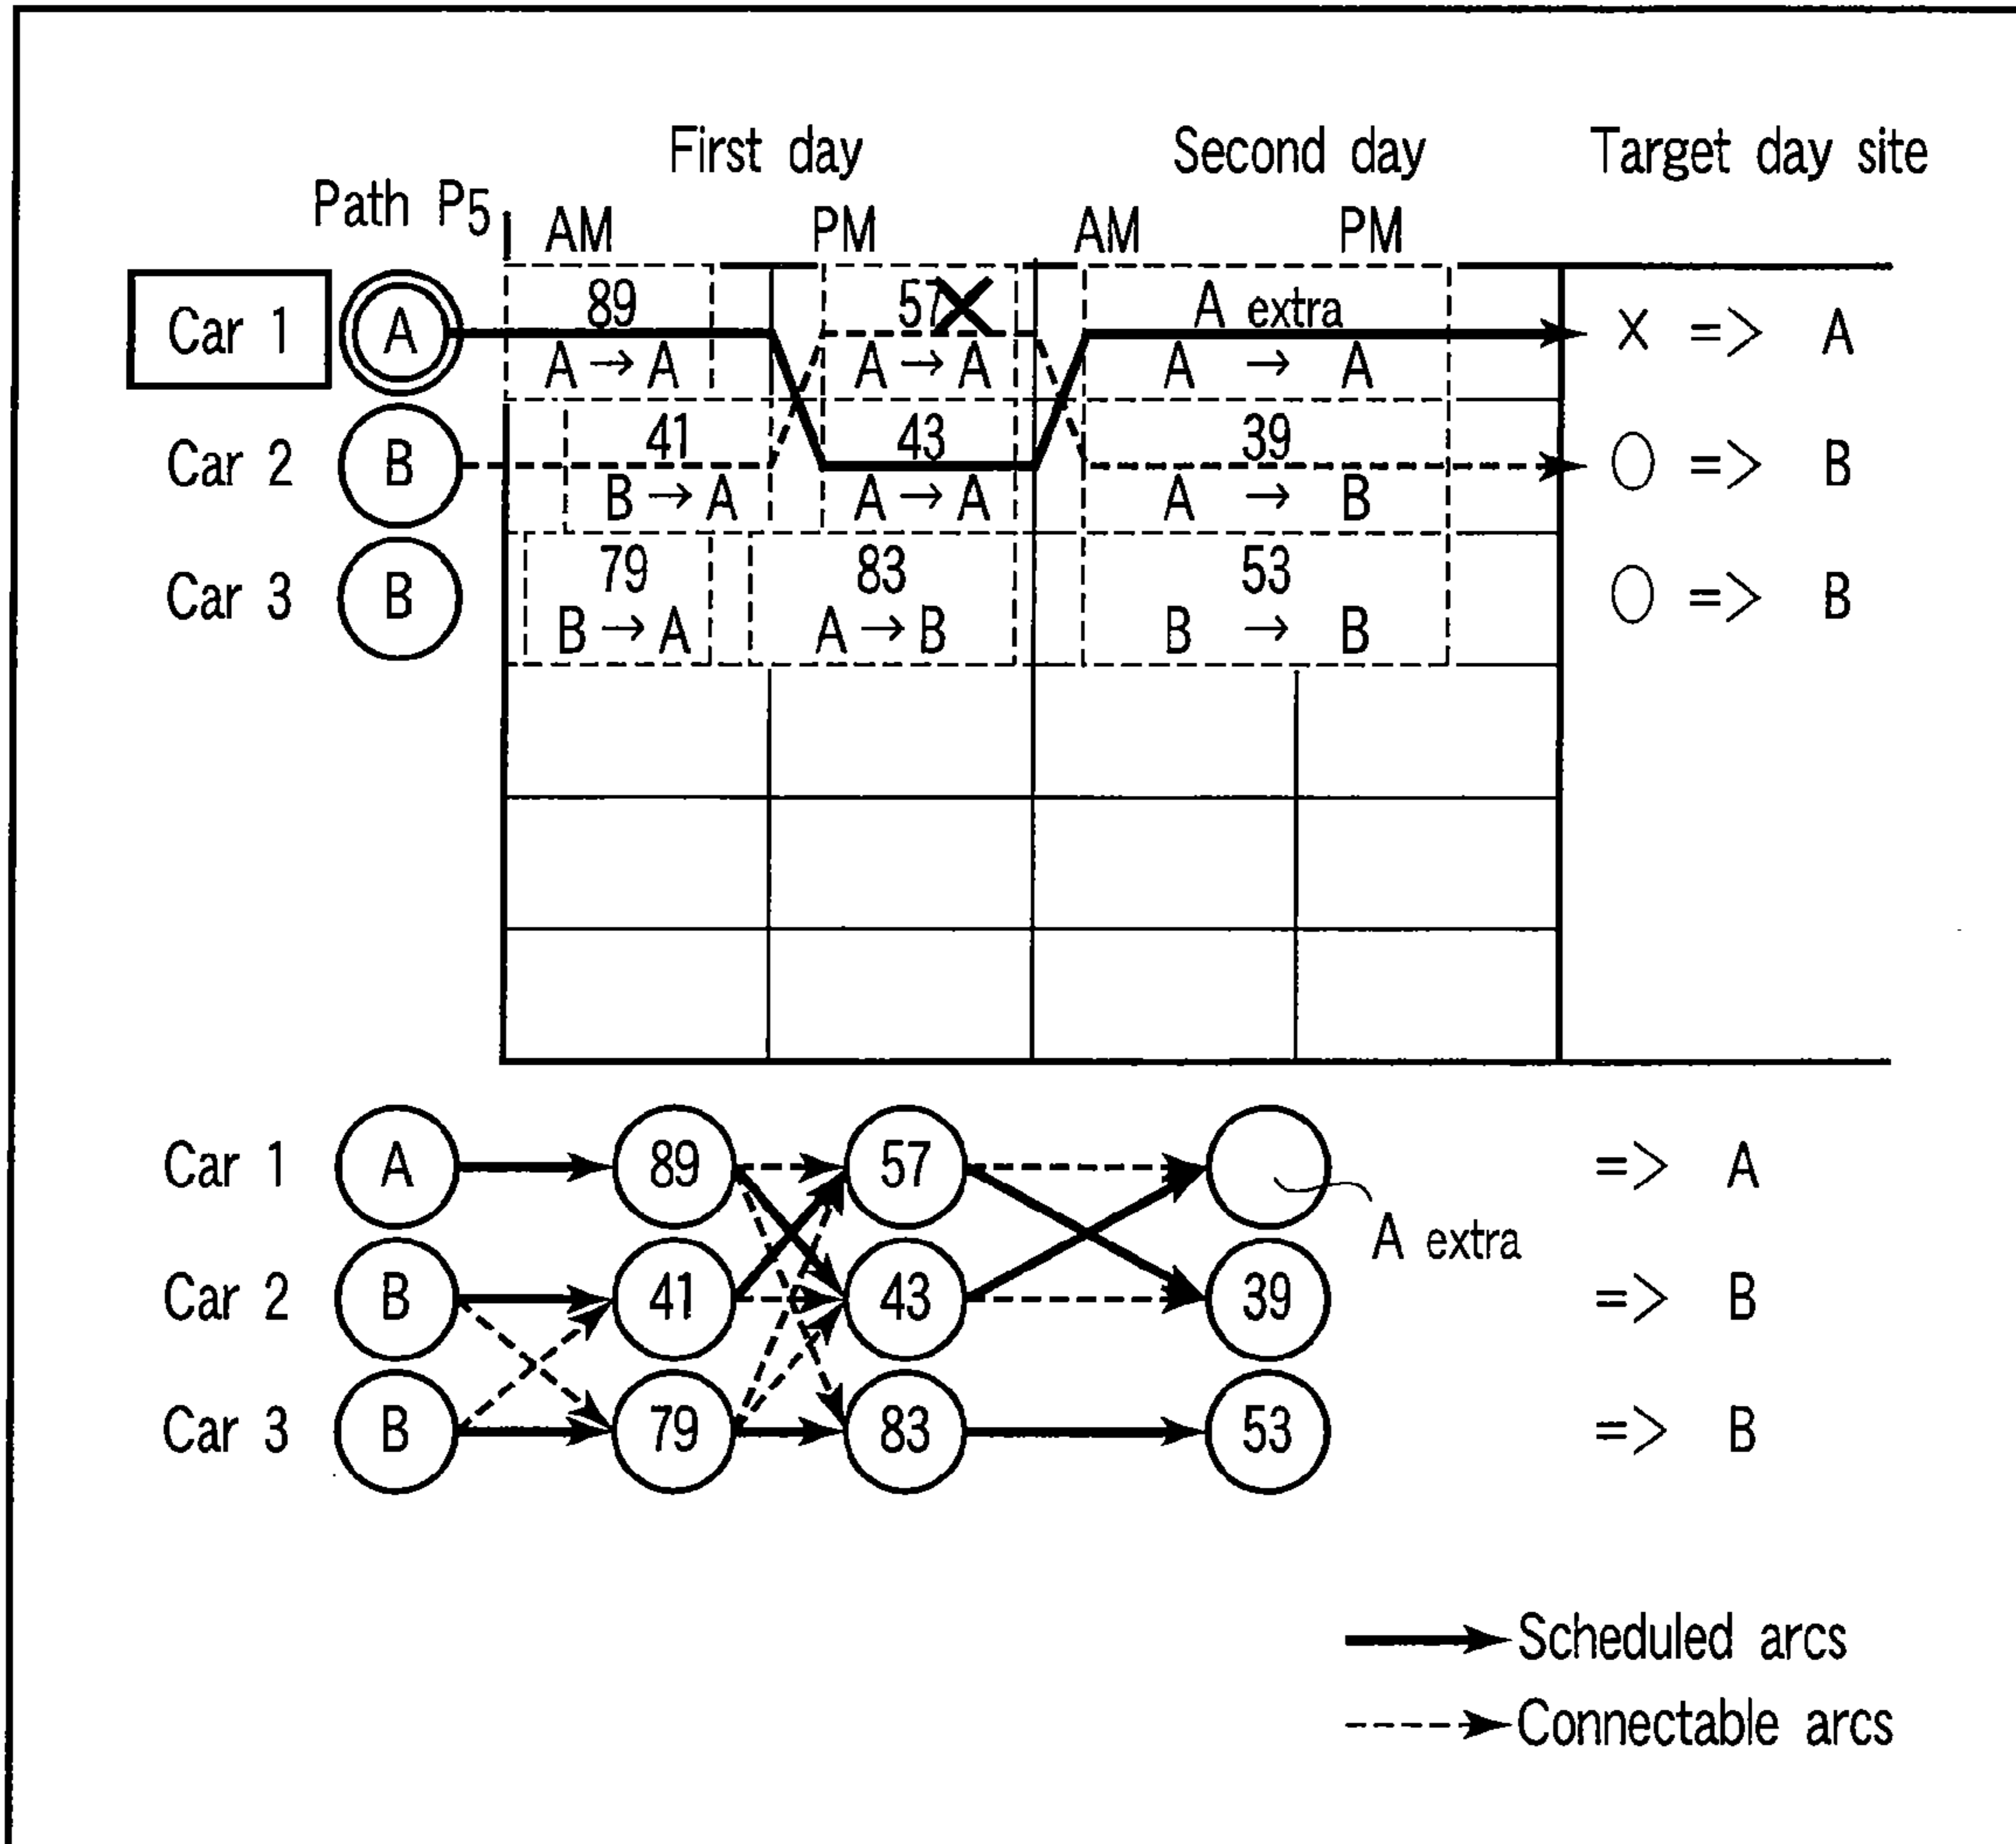 First day Second day Target day site
Path P5 AM PM AM PM
89 57 A extra
Car 1 A X => A
A → A A → A A → A
41 43 39
Car 2 B ○ => B
B → A A → A A → B
79 83 53
Car 3 B ○ => B
B → A A → B B → B
Car 1 A 89 57 => A
A extra
Car 2 B 41 43 39 => B
Car 3 B 79 83 53 => B
Scheduled arcs
Connectable arcs